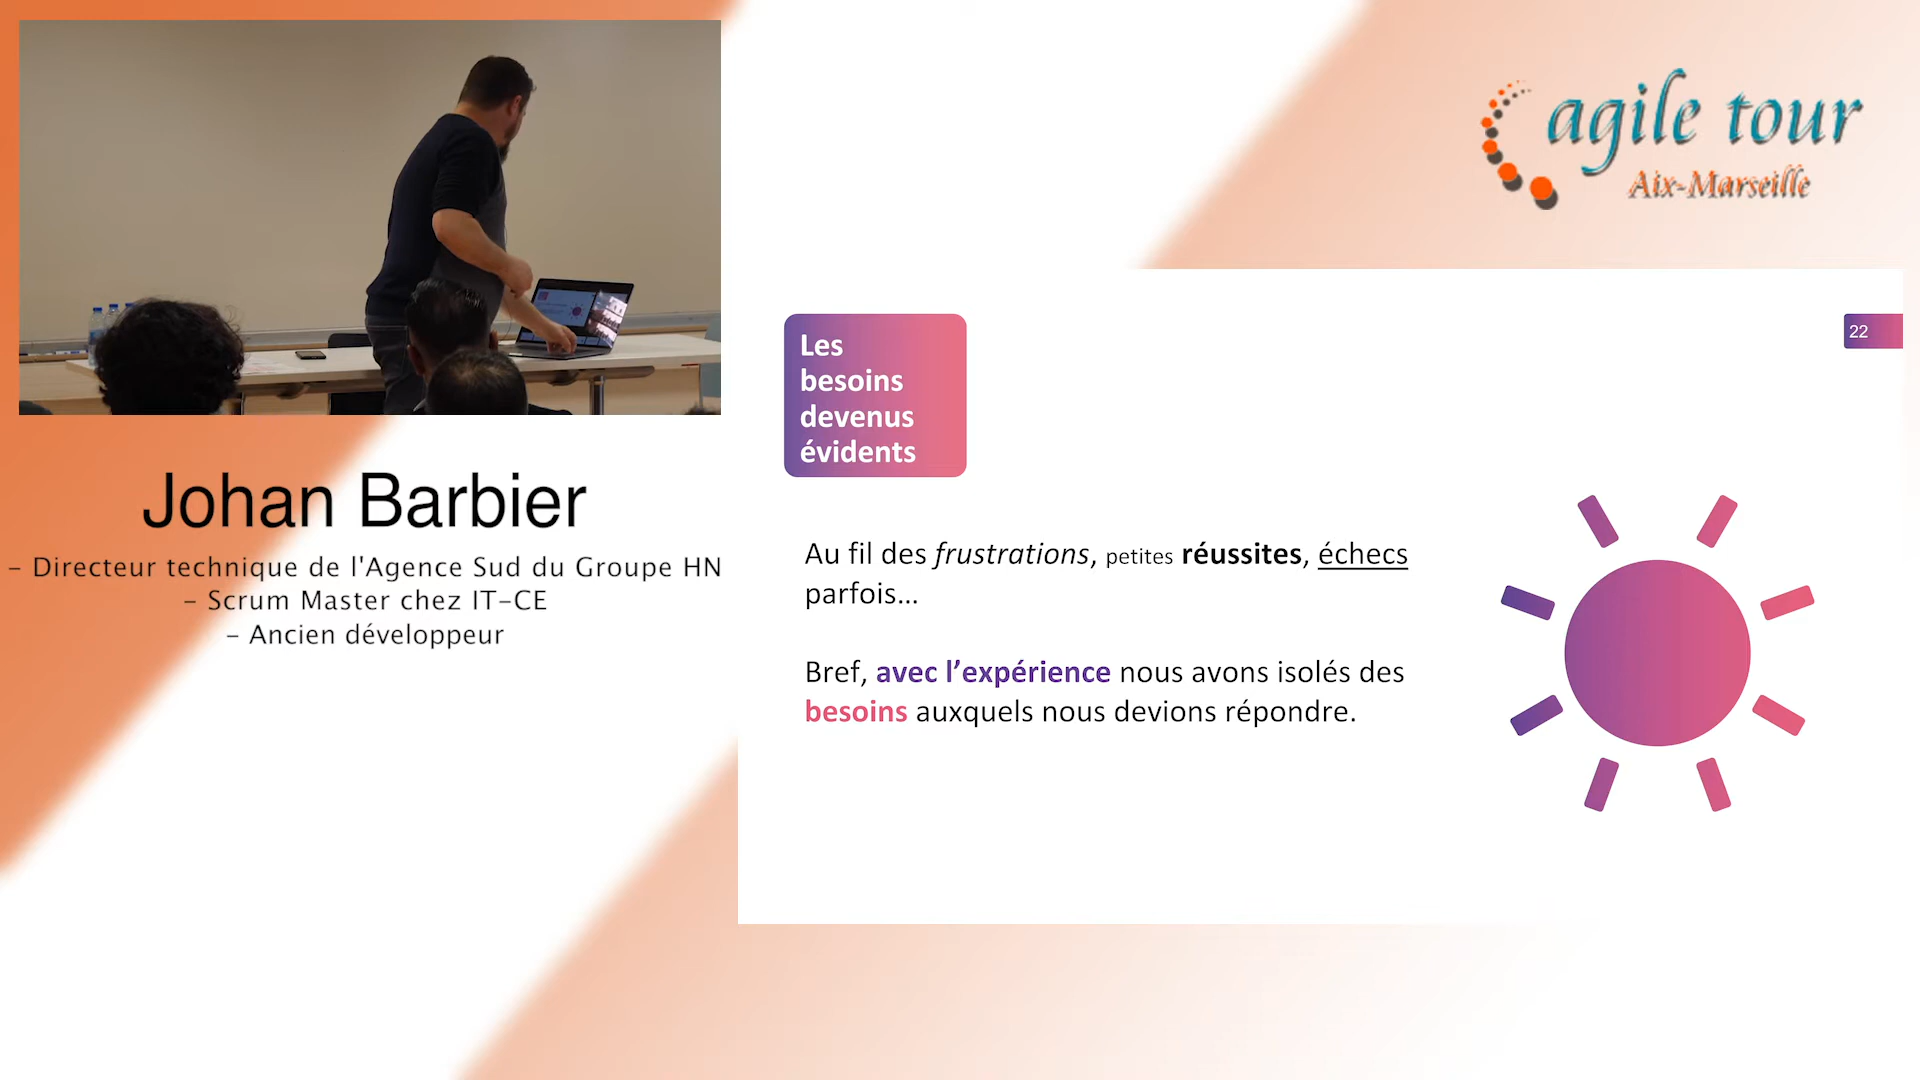 agile tour
Aix-Marseille
Les
besoins
devenus
évidents
22
Johan Barbier
- Directeur technique de l'Agence Sud du Groupe HN
- Scrum Master chez IT-CE
- Ancien développeur
Au fil des frustrations, petites réussites, échecs
parfois...
Bref, avec l’expérience nous avons isolés des
besoins auxquels nous devions répondre.